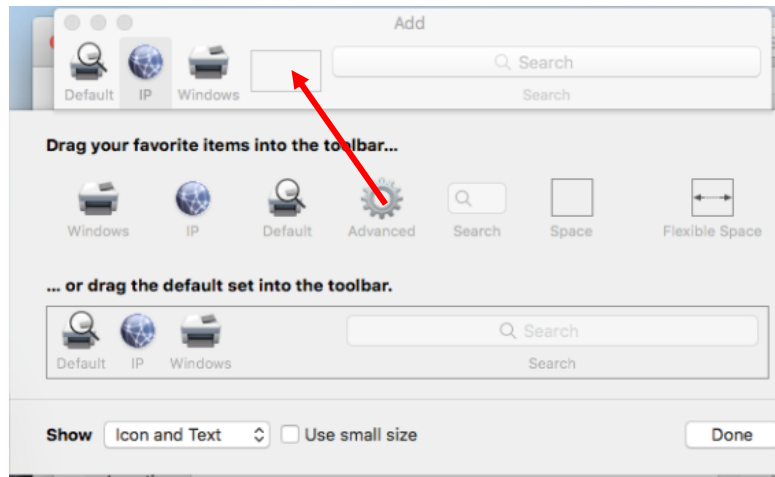 Add
Search
Default IP Windows Search
Drag your favorite items into the toolbar...
Windows IP Default Advanced Search Space Flexible Space
... or drag the default set into the toolbar.
Search
Default IP Windows Search
Show Icon and Text Use small size Done